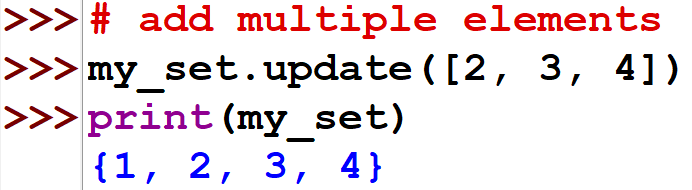 >>> # add multiple elements
>>> my_set.update([2, 3, 4])
>>> print(my_set)
{1, 2, 3, 4}